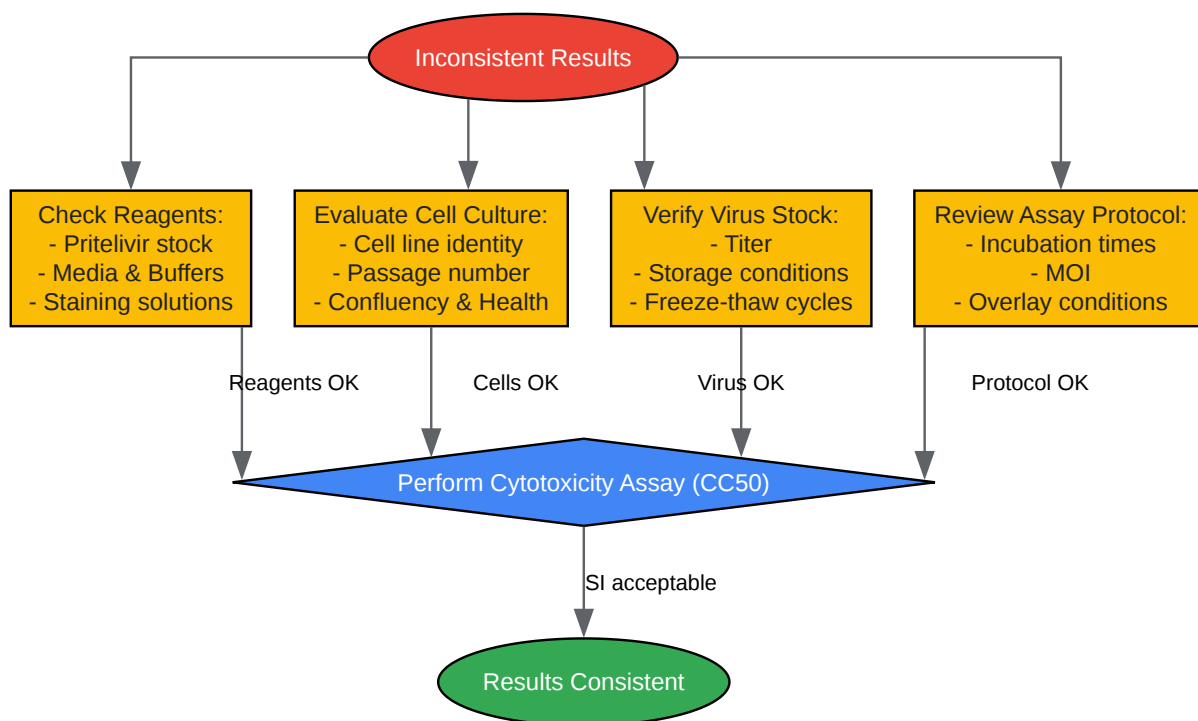 Inconsistent Results
Check Reagents:
- Pritelivir stock
- Media & Buffers
- Staining solutions
Evaluate Cell Culture:
- Cell line identity
- Passage number
- Confluency & Health
Verify Virus Stock:
- Titer
- Storage conditions
- Freeze-thaw cycles
Review Assay Protocol:
- Incubation times
- MOI
- Overlay conditions
Reagents OK
Cells OK
Virus OK
Protocol OK
Perform Cytotoxicity Assay (CC50)
SI acceptable
Results Consistent